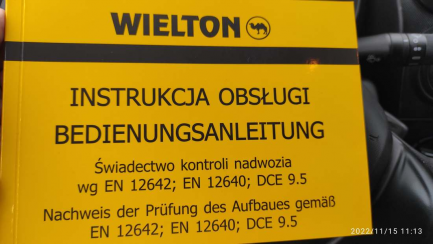 WIELTON
INSTRUKCJA OBSŁUGI
BEDIENUNGSANLEITUNG
Świadectwo kontroli nadwozia
wg EN 12642; EN 12640; DCE 9.5
Nachweis der Prüfung des Aufbaues gemäß
EN 12642; EN 12640; DCE 9.5
2022/11/15 11:13